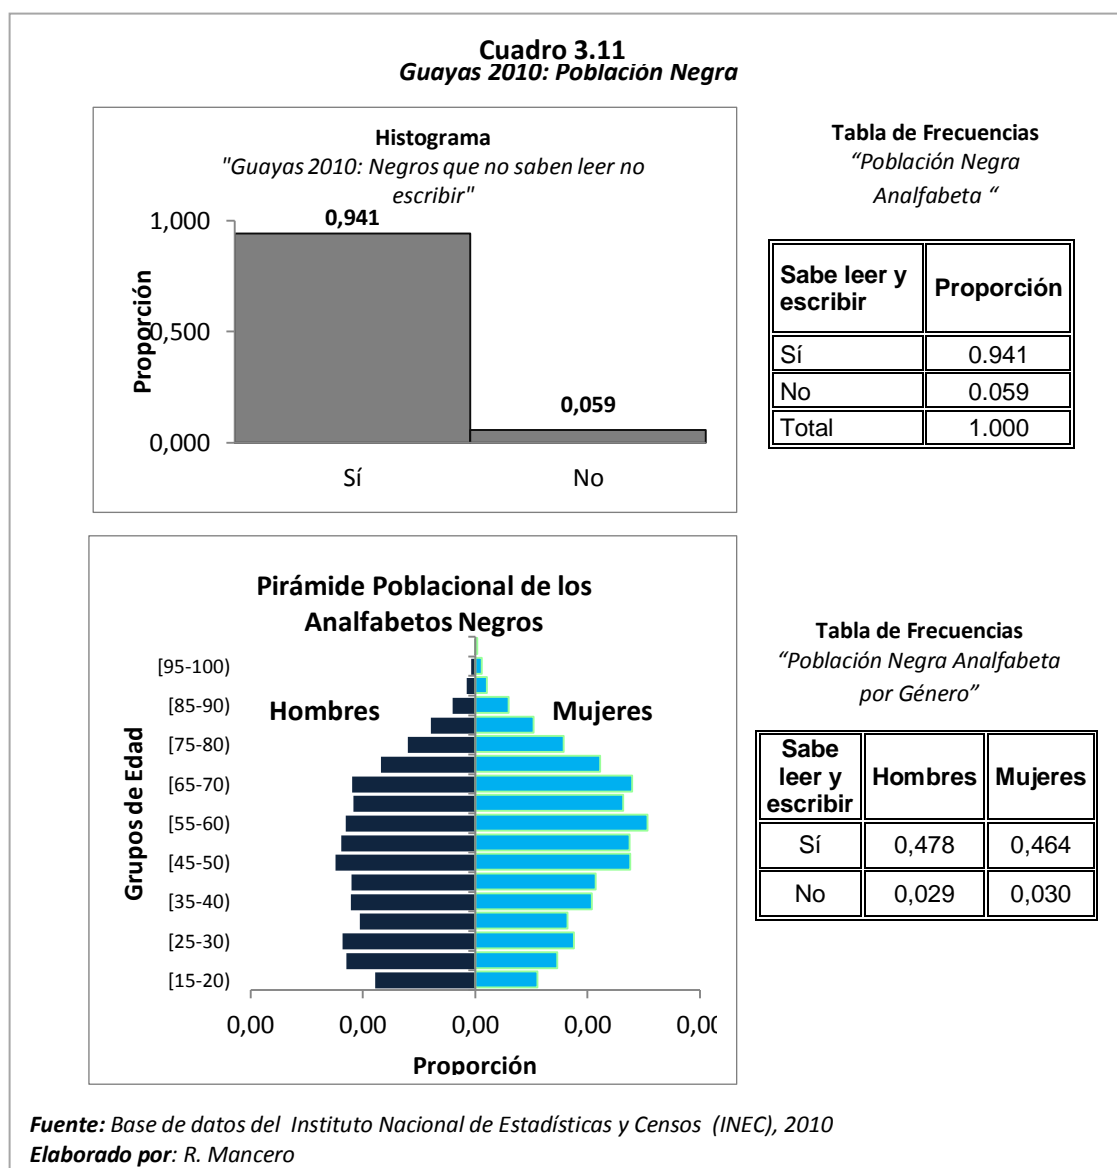 Cuadro 3.11
Guayas 2010: Población Negra
Histograma
"Guayas 2010: Negros que no saben leer no
escribir"
Proporción
1,000
0,500
0,000
0,941
0,059
Sí
No
Tabla de Frecuencias
“Población Negra
Analfabeta “
Sabe leer y
escribir
Proporción
Sí 0.941
No 0.059
Total 1.000
Pirámide Poblacional de los
Analfabetos Negros
Hombres
Mujeres
Grupos de Edad
[95-100)
[85-90)
[75-80)
[65-70)
[55-60)
[45-50)
[35-40)
[25-30)
[15-20)
0,00 0,00 0,00 0,00 0,00
Proporción
Tabla de Frecuencias
“Población Negra Analfabeta
por Género”
Sabe
leer y
escribir
Hombres Mujeres
Sí 0,478 0,464
No 0,029 0,030
Fuente: Base de datos del Instituto Nacional de Estadísticas y Censos (INEC), 2010
Elaborado por: R. Mancero